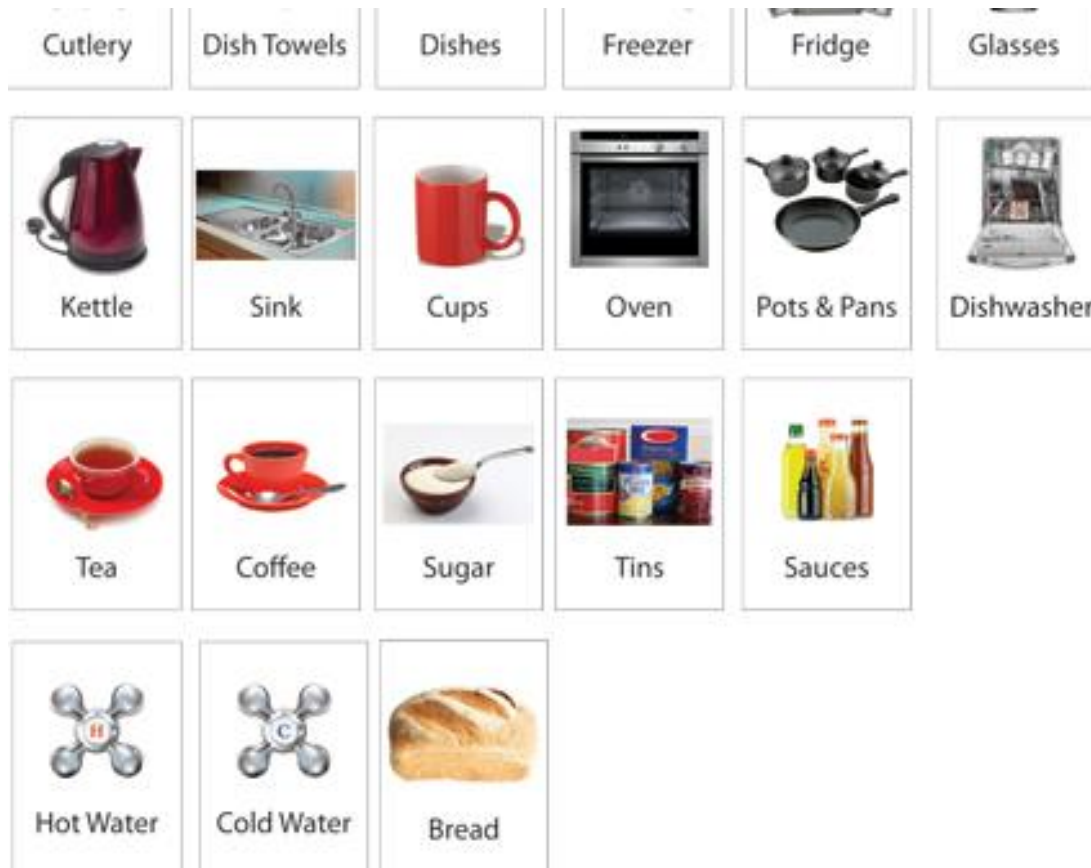 Cutlery
Dish Towels
Dishes
Freezer
Fridge
Glasses
Kettle
Sink
Cups
Oven
Pots & Pans
Dishwasher
Tea
Coffee
Sugar
Tins
Sauces
H
C
Hot Water
Cold Water
Bread